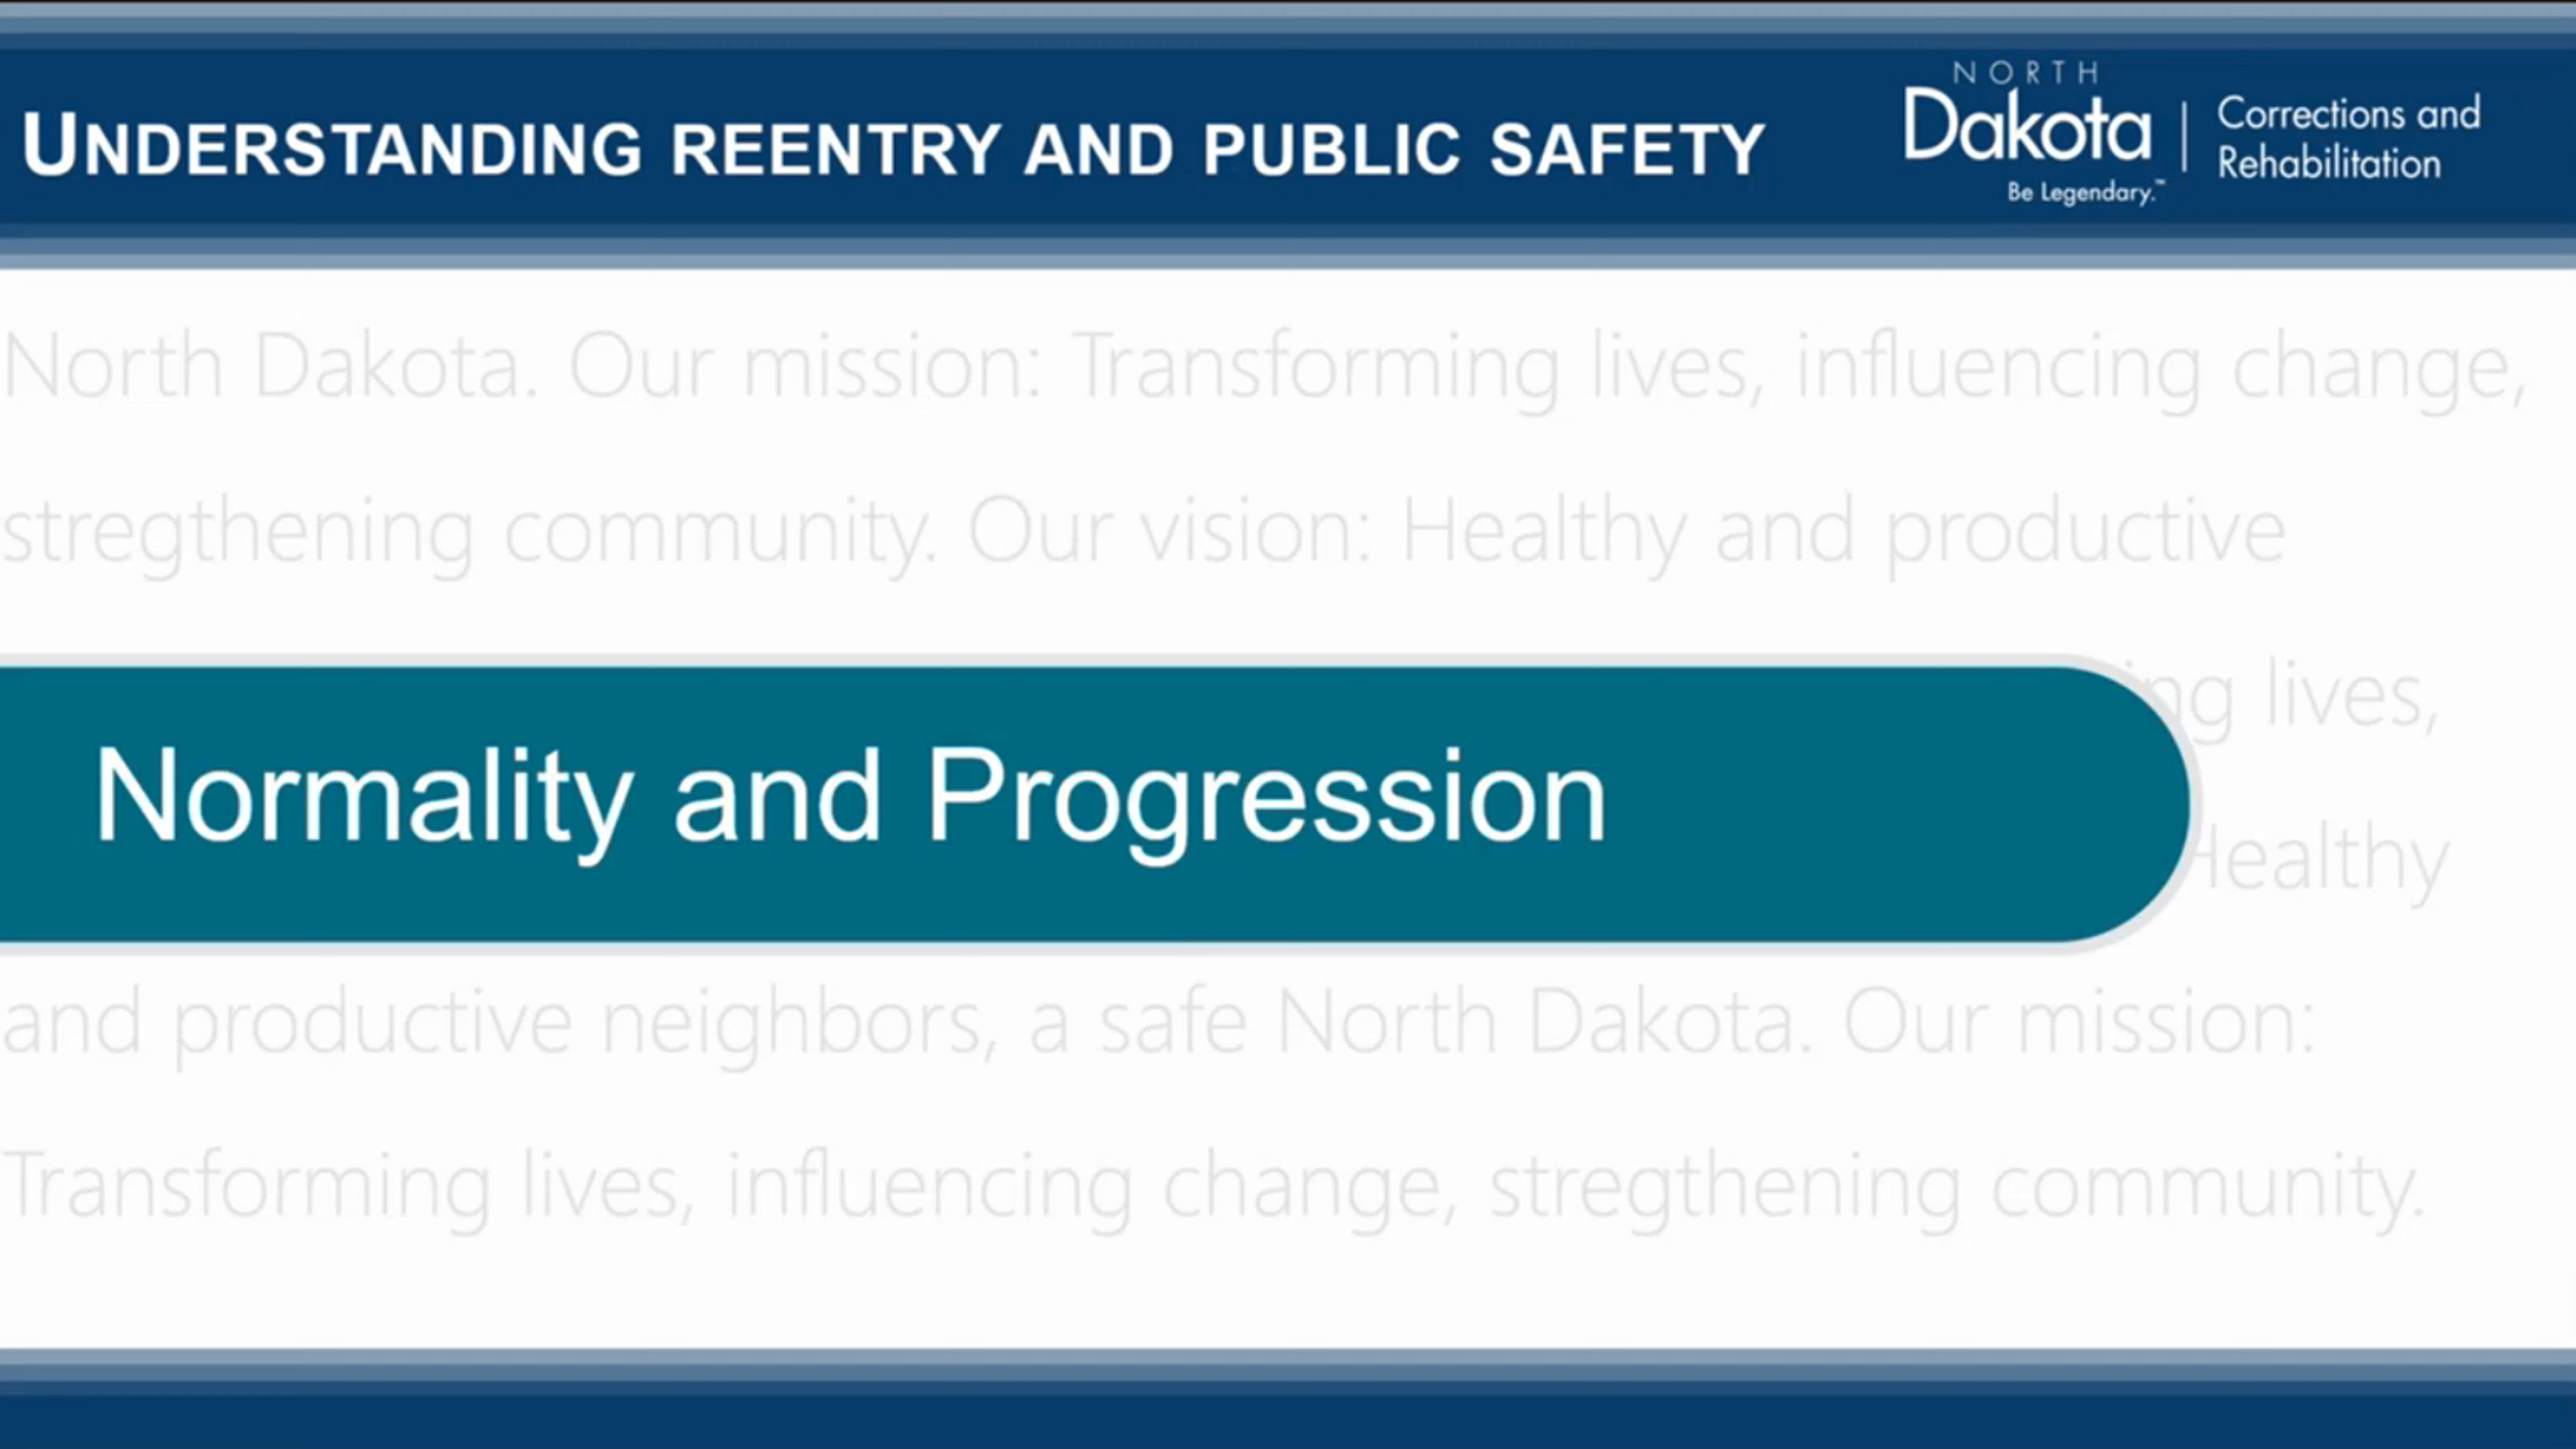 UNDERSTANDING REENTRY AND PUBLIC SAFETY
NORTH
Dakota
Be Legendary.™
Corrections and
Rehabilitation
North Dakota. Our mission: Transforming lives, influencing change,
stregthening community. Our vision: Healthy and productive
lives,
Normality and Progression
Healthy
and productive neighbors, a safe North Dakota. Our mission:
Transforming lives, influencing change, stregthening community.